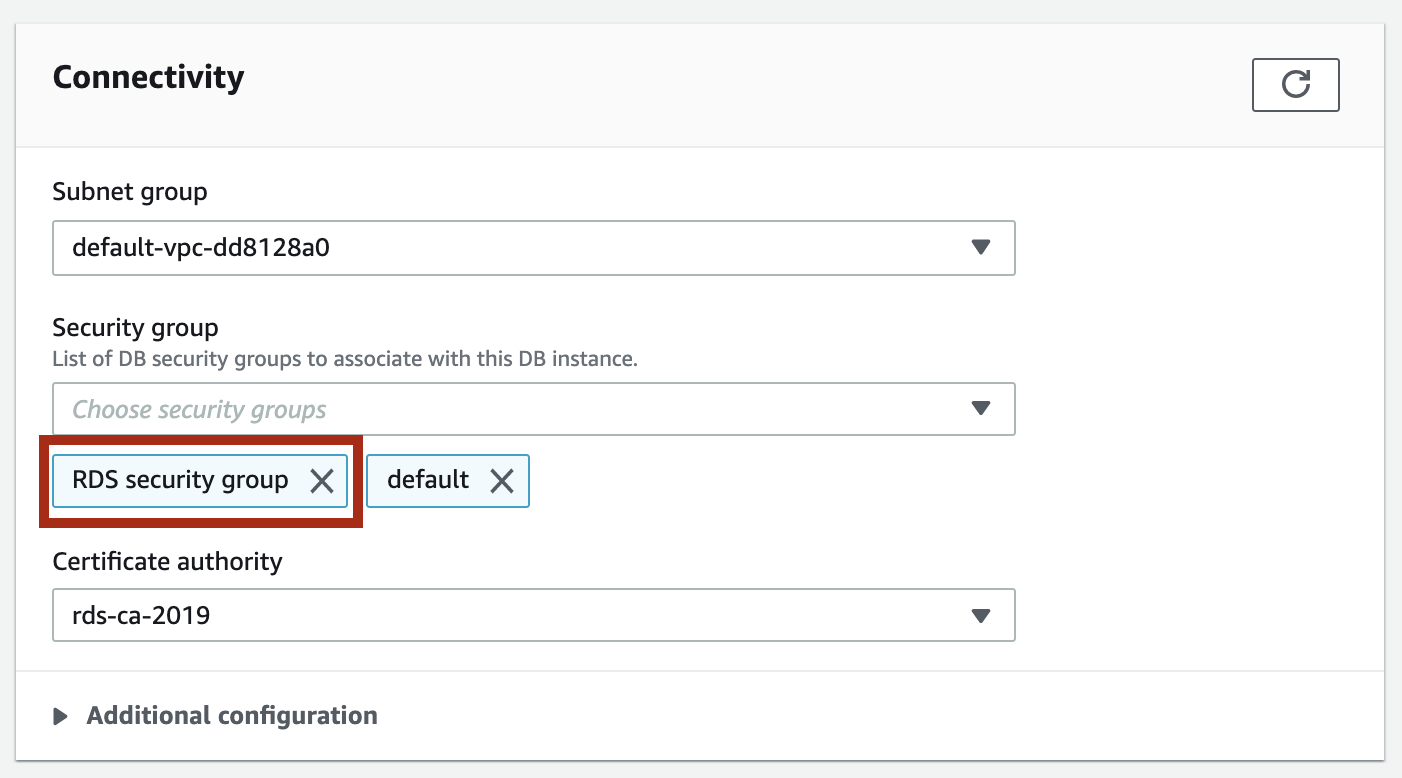 Connectivity
Subnet group
default-vpc-dd8128a0
Security group
List of DB security groups to associate with this DB instance.
Choose security groups
RDS security group default
Certificate authority
rds-ca-2019
Additional configuration